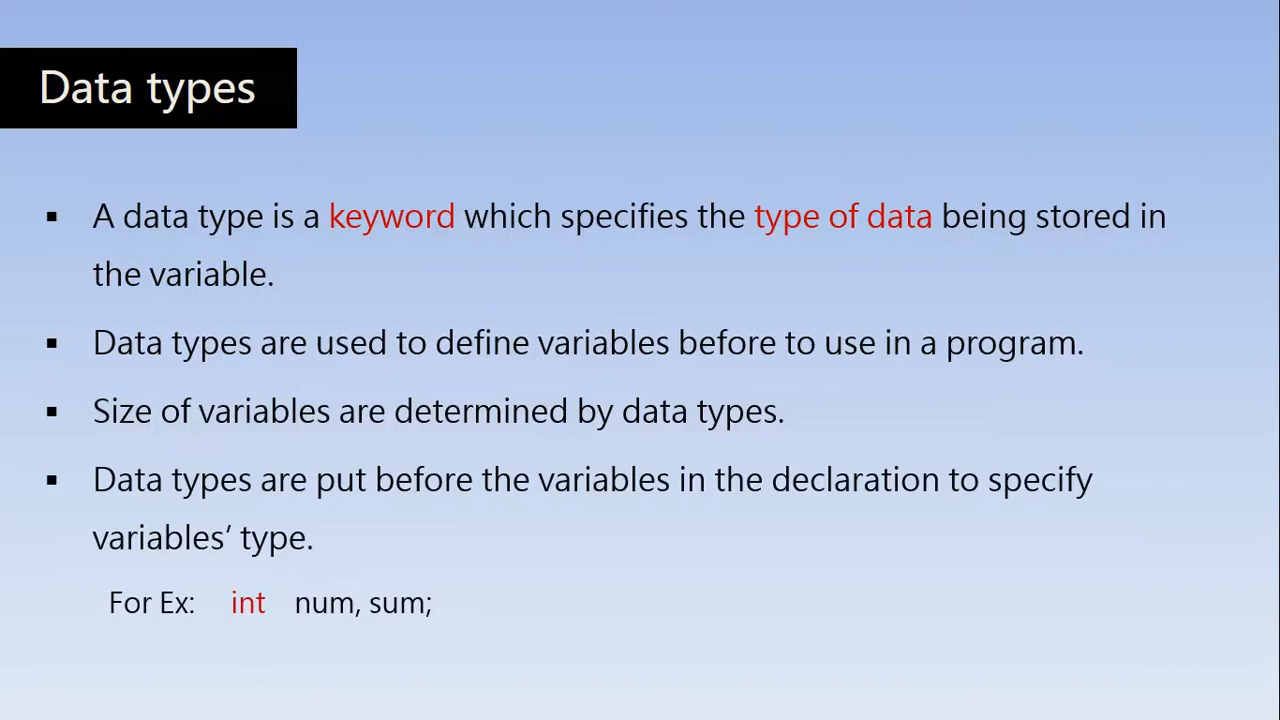 Data types
▪ A data type is a keyword which specifies the type of data being stored in
the variable.
▪ Data types are used to define variables before to use in a program.
▪ Size of variables are determined by data types.
▪ Data types are put before the variables in the declaration to specify
variables’ type.
For Ex: int num, sum;